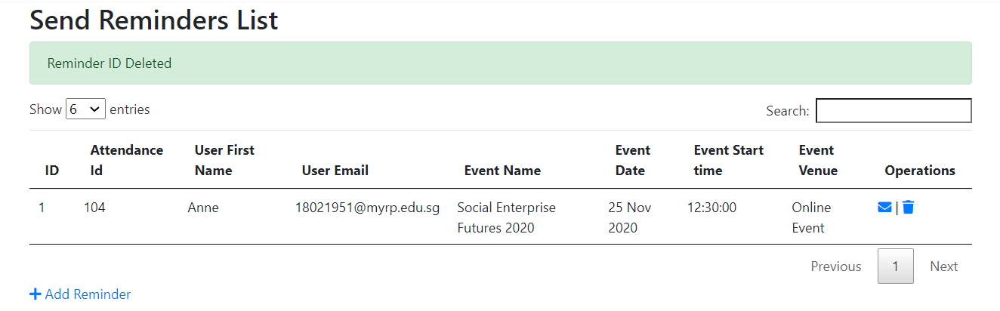 Send Reminders List
Reminder ID Deleted
Show 6 entries
Search:
ID Attendance Id User First Name User Email Event Name Event Date Event Start time Event Venue Operations
1 104 Anne 18021951@myrp.edu.sg Social Enterprise Futures 2020 25 Nov 2020 12:30:00 Online Event |
Previous 1 Next
Add Reminder